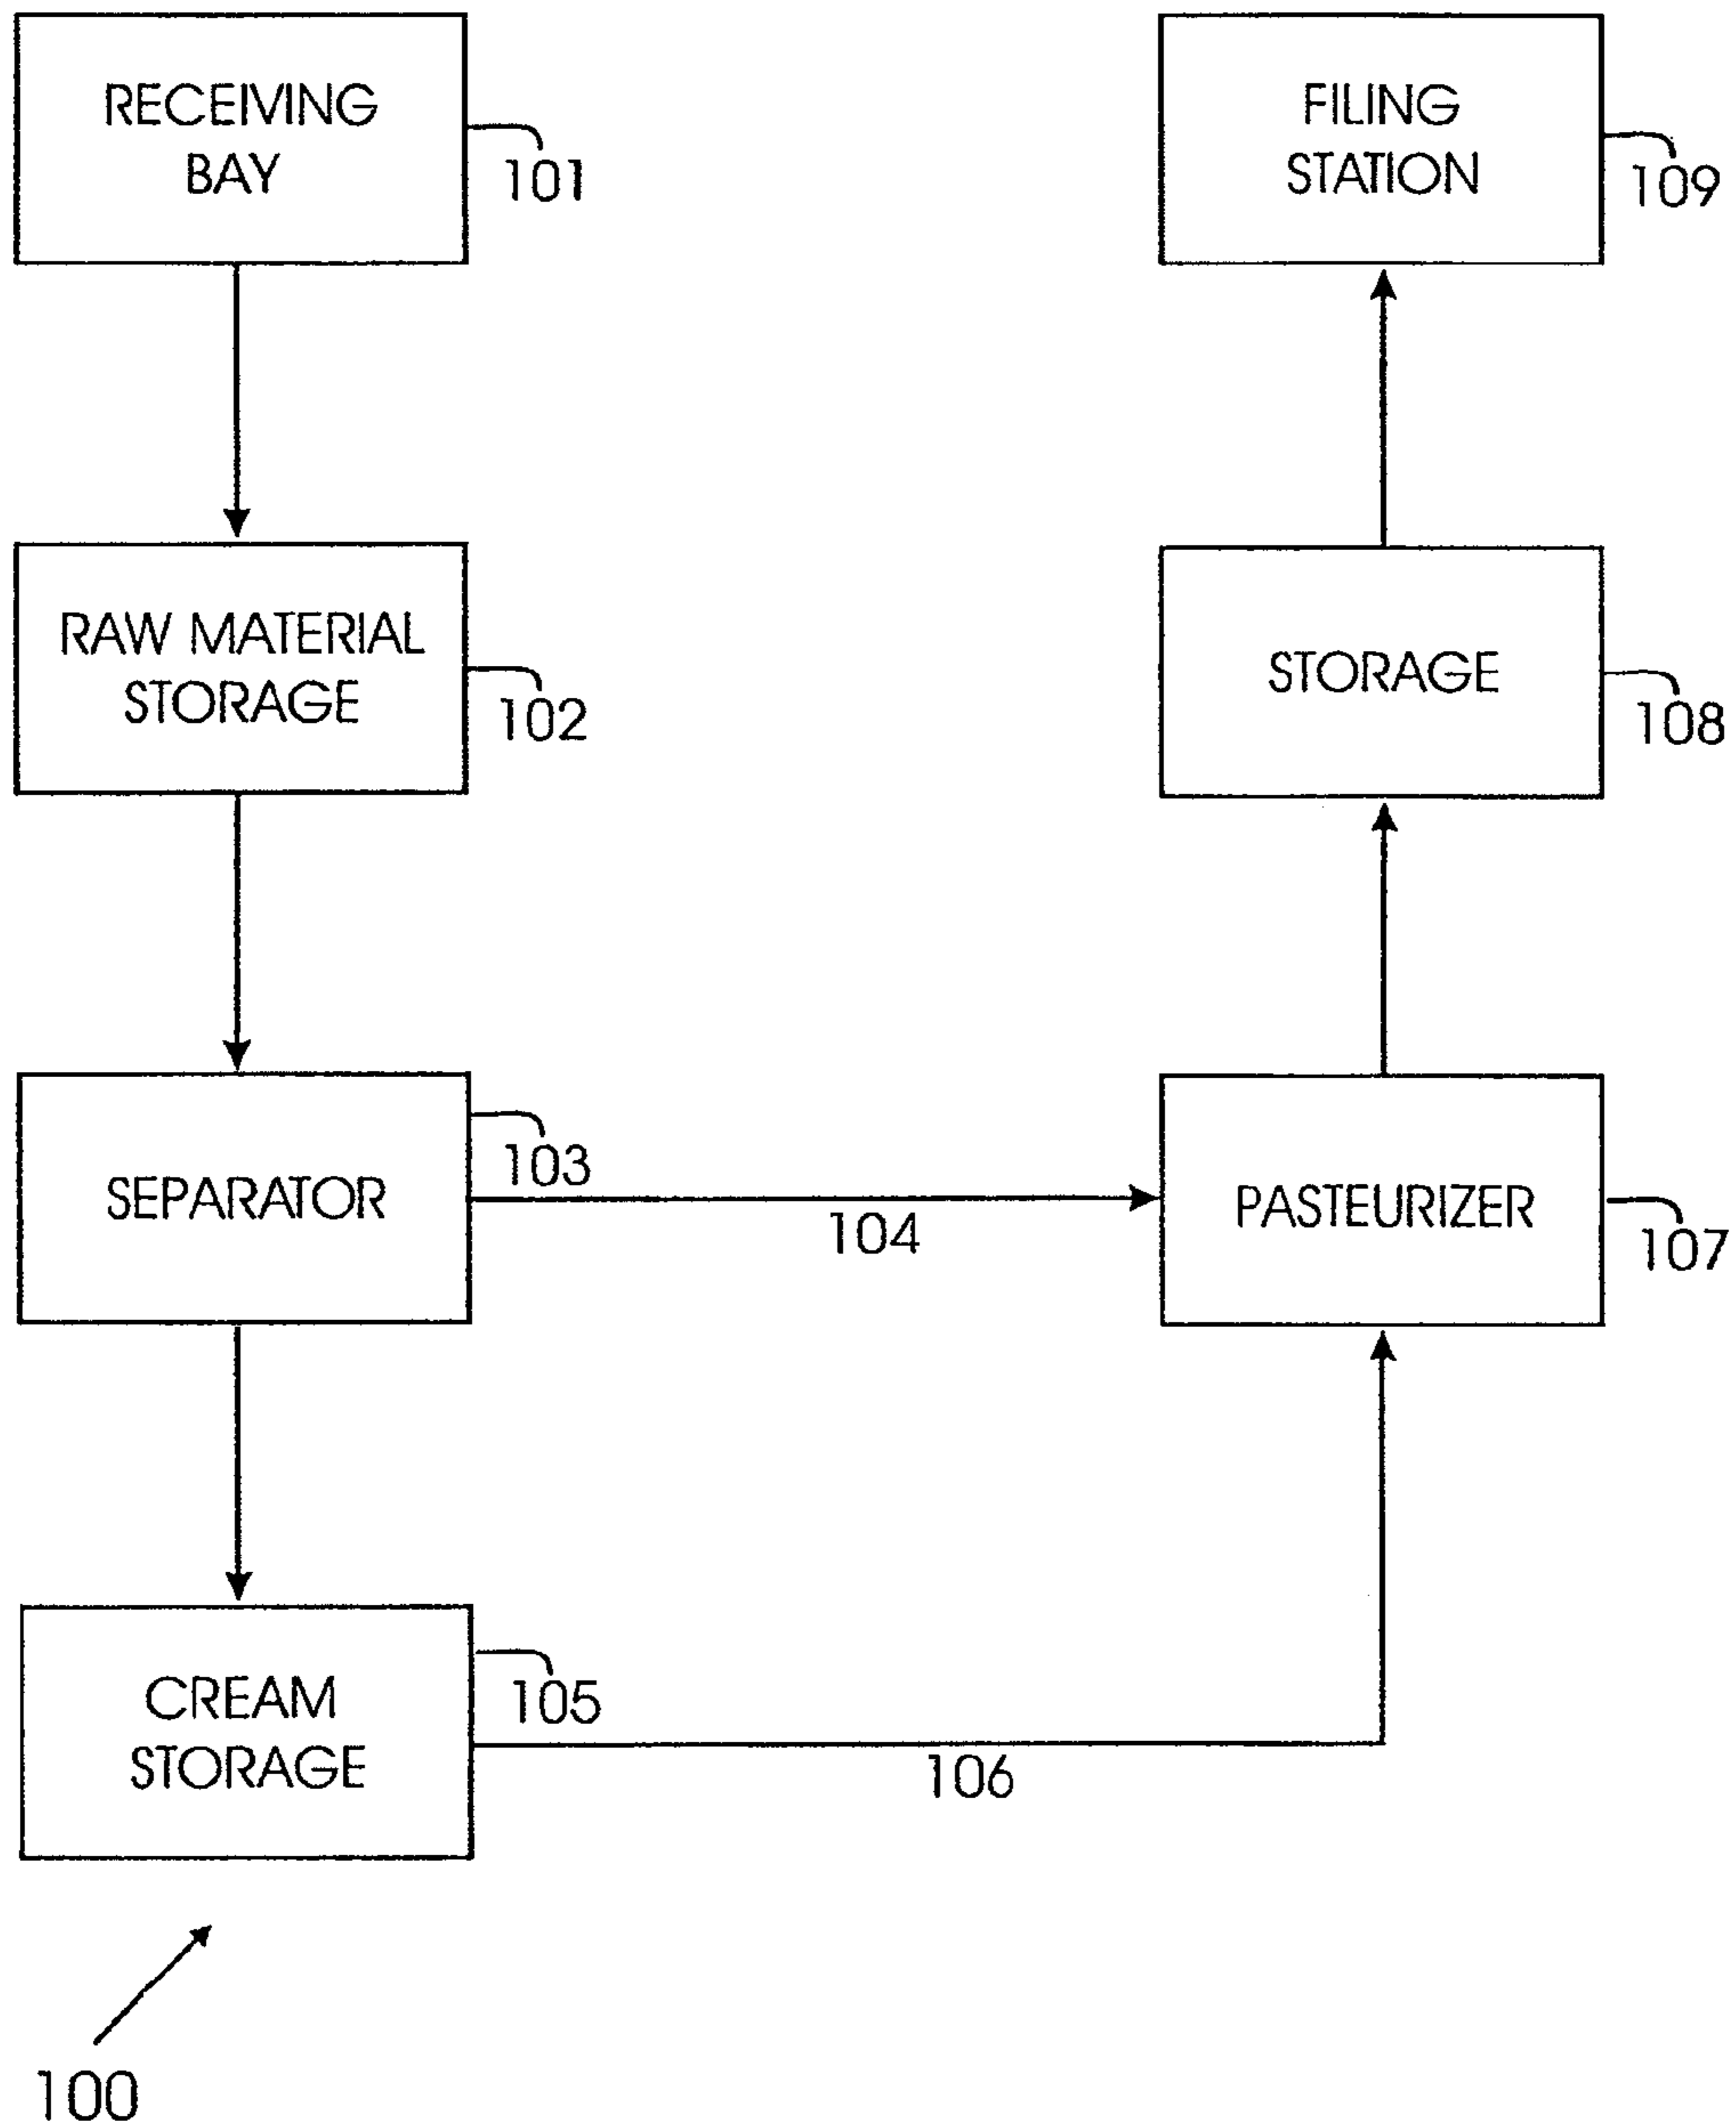 RECEIVING
BAY
101
RAW MATERIAL
STORAGE
102
SEPARATOR
103
104
CREAM
STORAGE
105
106
PASTEURIZER
107
STORAGE
108
FILING
STATION
109
100